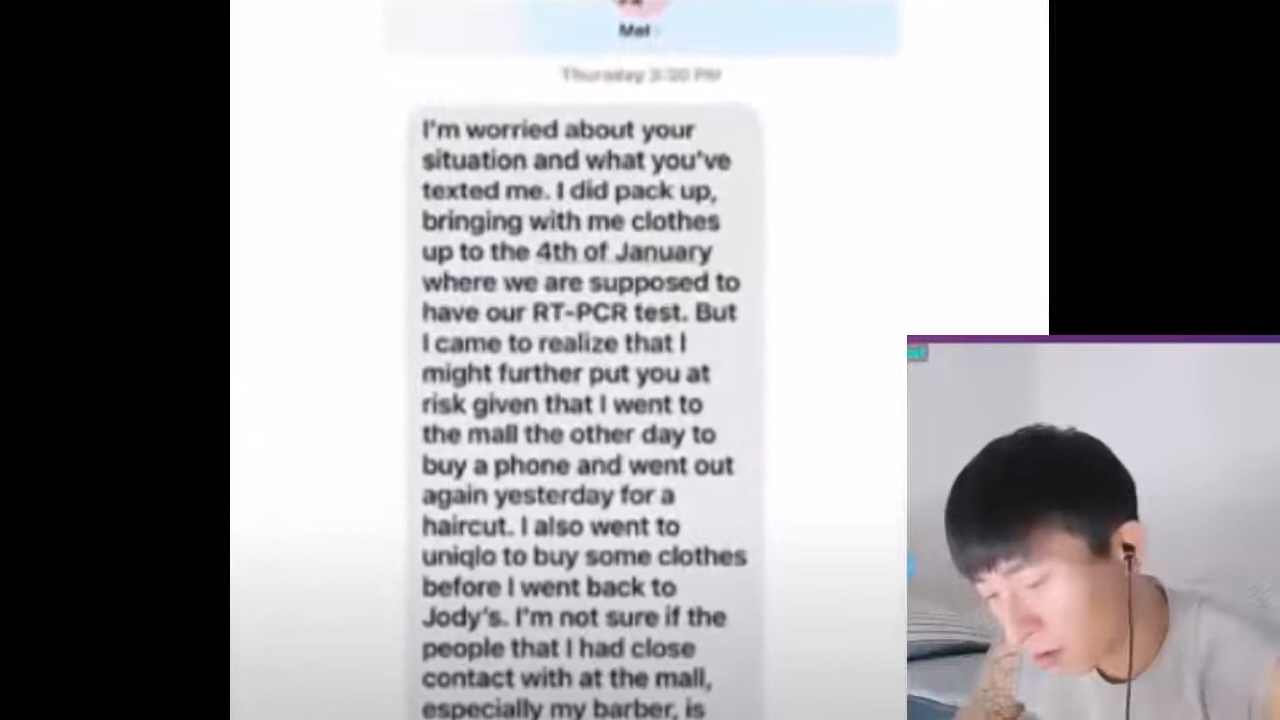 Mel
Thursday 3:20 PM
I'm worried about your
situation and what you've
texted me. I did pack up,
bringing with me clothes
up to the 4th of January
where we are supposed to
have our RT-PCR test. But
I came to realize that I
might further put you at
risk given that I went to
the mall the other day to
buy a phone and went out
again yesterday for a
haircut. I also went to
uniqlo to buy some clothes
before I went back to
Jody's. I'm not sure if the
people that I had close
contact with at the mall,
especially my barber, is